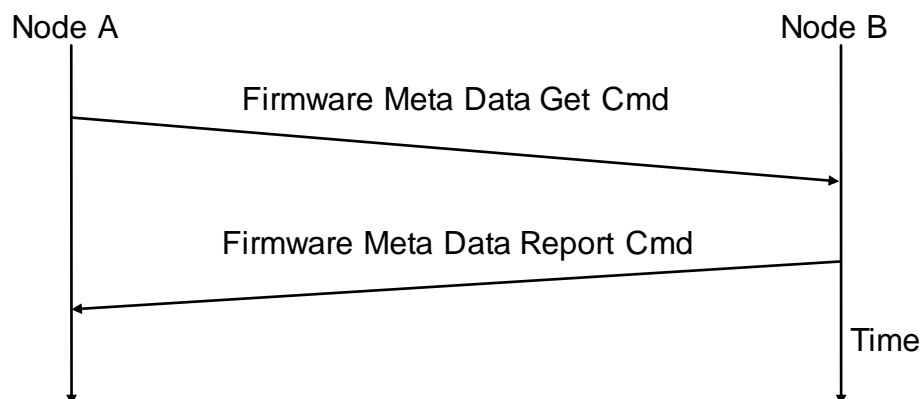 Node A
Node B
Firmware Meta Data Get Cmd
Firmware Meta Data Report Cmd
Time